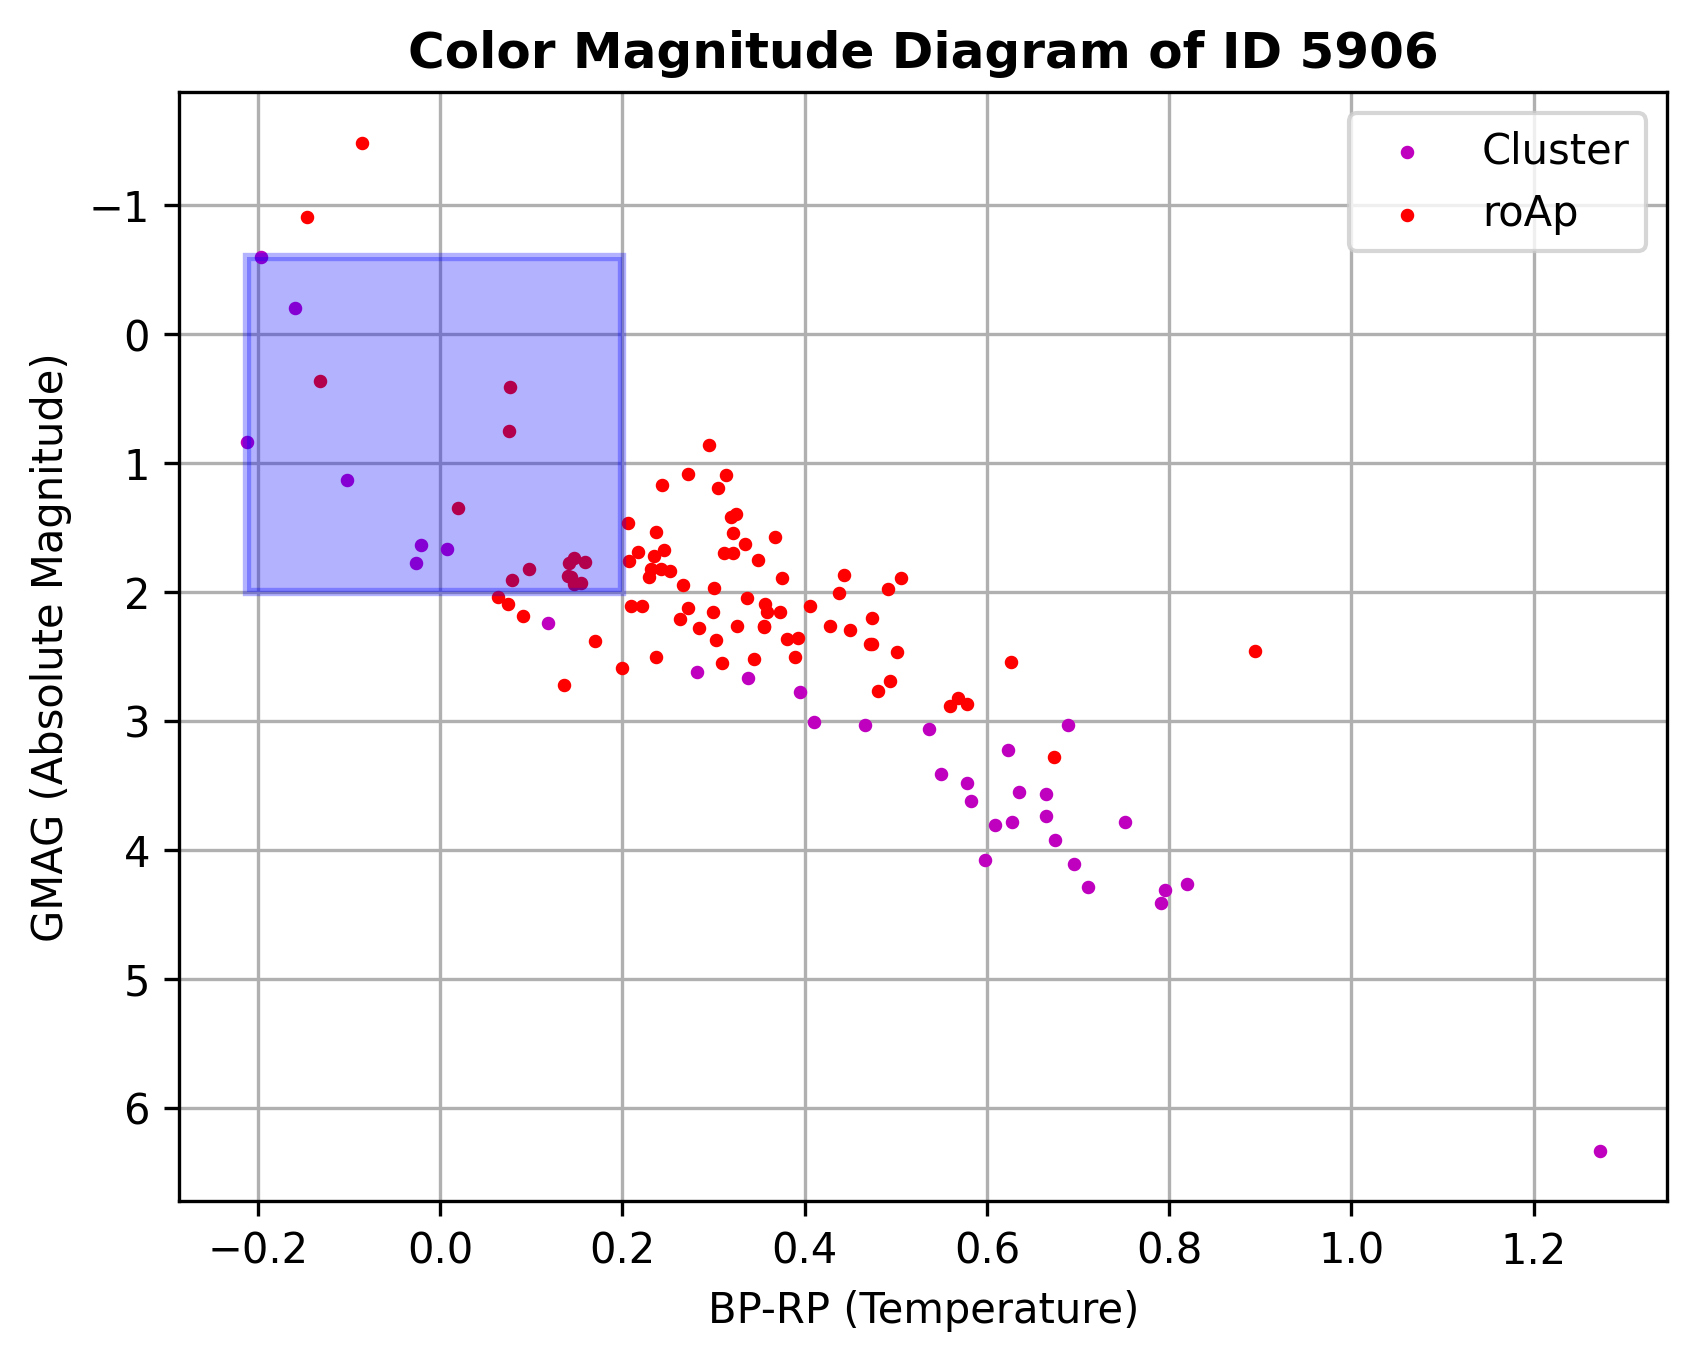 Color Magnitude Diagram of ID 5906
Cluster
roAp
−1
0
1
2
3
4
5
6
GMAG (Absolute Magnitude)
−0.2 0.0 0.2 0.4 0.6 0.8 1.0 1.2
BP-RP (Temperature)